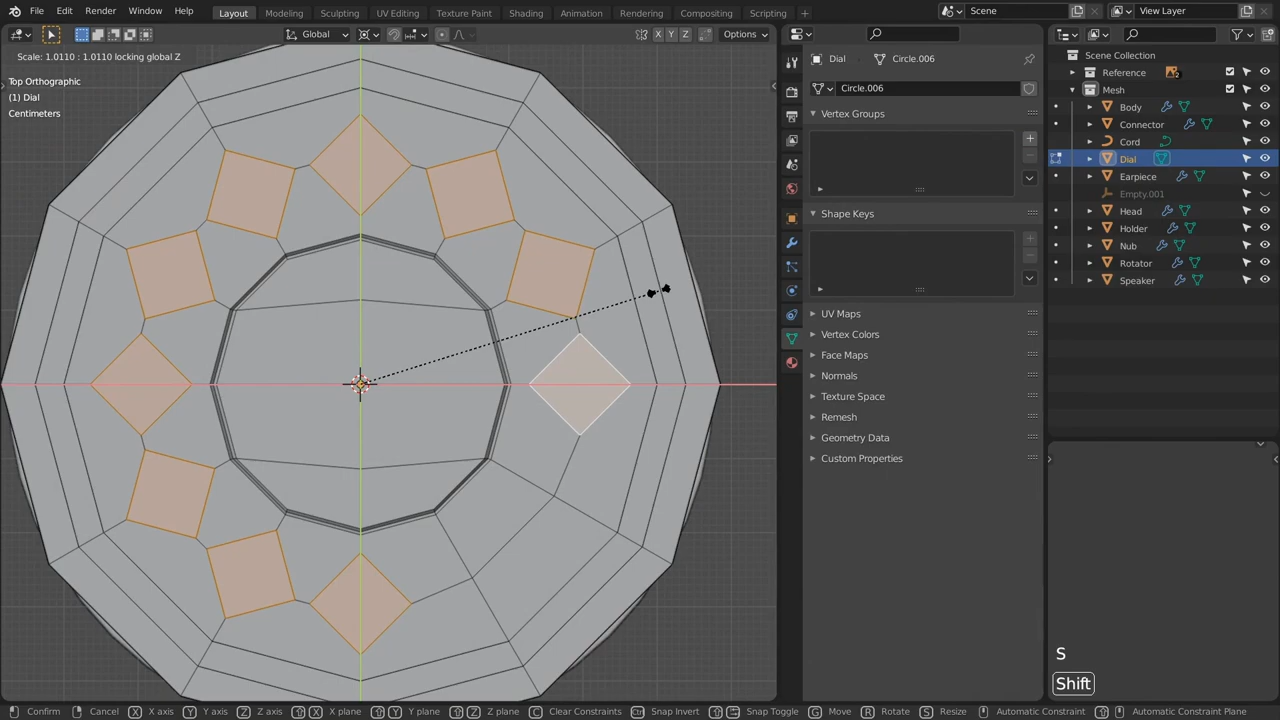 File Edit Render Window Help Layout Modeling Sculpting UV Editing Texture Paint Shading Animation Rendering Compositing Scripting + Scene View Layer
Global X Y Z Options
Scale: 1.0110 : 1.0110 locking global Z
Top Orthographic
(1) Dial
Centimeters
Dial Circle.006
Circle.006
Vertex Groups
Shape Keys
UV Maps
Vertex Colors
Face Maps
Normals
Texture Space
Remesh
Geometry Data
Custom Properties
Scene Collection
Reference 2
Mesh
Body
Connector
Cord
Dial
Earpiece
Empty.001
Head
Holder
Nub
Rotator
Speaker
S
Shift
Confirm Cancel X X axis Y Y axis Z Z axis X X plane Y Y plane Z Z plane C Clear Constraints Ctrl Snap Invert Snap Toggle G Move R Rotate S Resize Automatic Constraint Automatic Constraint Plane